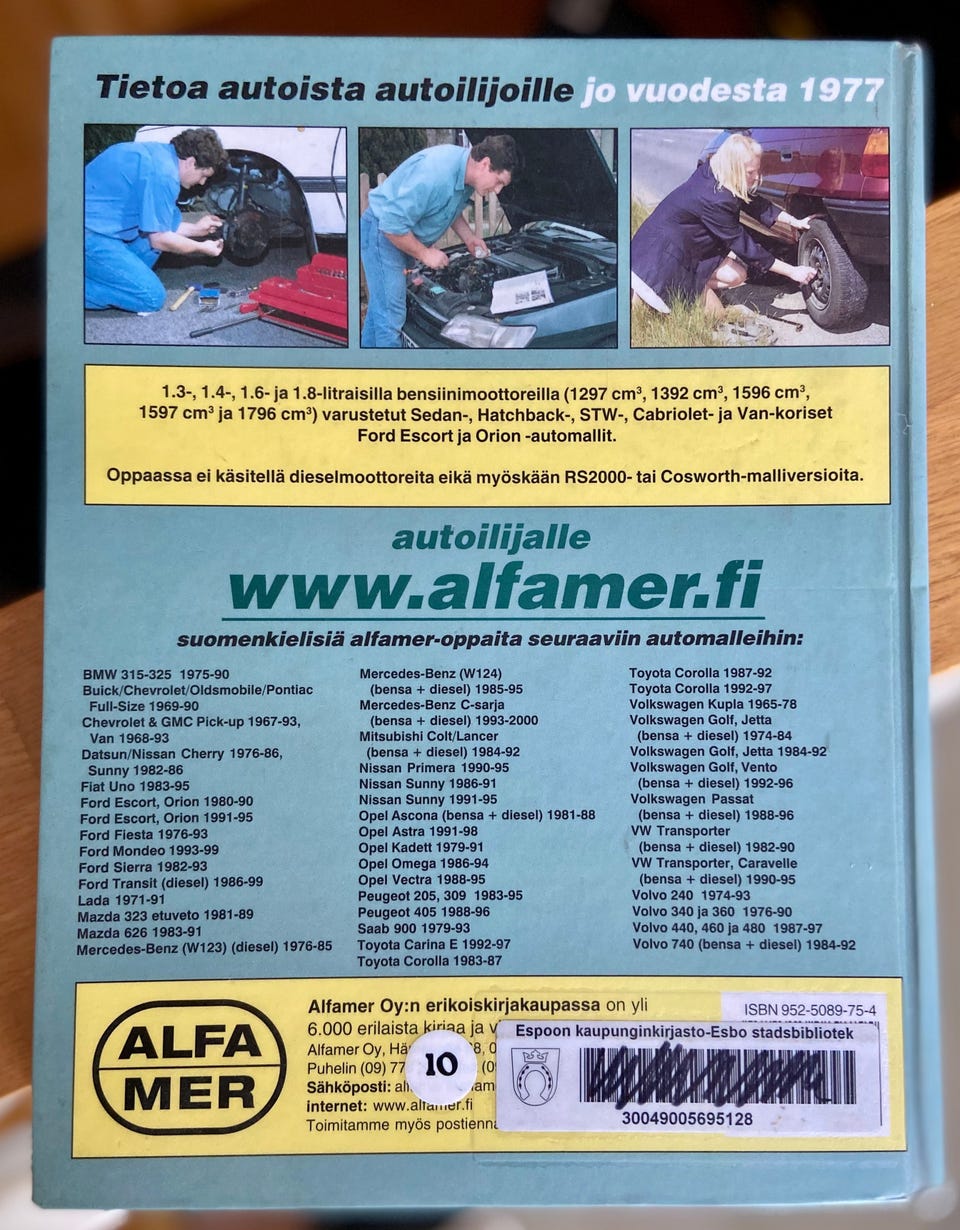 Tietoa autoista autoilijoille jo vuodesta 1977
1.3-, 1.4-, 1.6- ja 1.8-litraisilla bensiinimoottoreilla (1297 cm³, 1392 cm³, 1596 cm³,
1597 cm³ ja 1796 cm³) varustetut Sedan-, Hatchback-, STW-, Cabriolet- ja Van-koriset
Ford Escort ja Orion -automallit.
Oppaassa ei käsitellä dieselmoottoreita eikä myöskään RS2000- tai Cosworth-malliversioita.
autoilijalle
www.alfamer.fi
suomenkielisiä alfamer-oppaita seuraaviin automalleihin:
BMW 315-325 1975-90
Buick/Chevrolet/Oldsmobile/Pontiac
Full-Size 1969-90
Chevrolet & GMC Pick-up 1967-93,
Van 1968-93
Datsun/Nissan Cherry 1976-86,
Sunny 1982-86
Fiat Uno 1983-95
Ford Escort, Orion 1980-90
Ford Escort, Orion 1991-95
Ford Fiesta 1976-93
Ford Mondeo 1993-99
Ford Sierra 1982-93
Ford Transit (diesel) 1986-99
Lada 1971-91
Mazda 323 etuveto 1981-89
Mazda 626 1983-91
Mercedes-Benz (W123) (diesel) 1976-85
Mercedes-Benz (W124)
(bensa + diesel) 1985-95
Mercedes-Benz C-sarja
(bensa + diesel) 1993-2000
Mitsubishi Colt/Lancer
(bensa + diesel) 1984-92
Nissan Primera 1990-95
Nissan Sunny 1986-91
Nissan Sunny 1991-95
Opel Ascona (bensa + diesel) 1981-88
Opel Astra 1991-98
Opel Kadett 1979-91
Opel Omega 1986-94
Opel Vectra 1988-95
Peugeot 205, 309 1983-95
Peugeot 405 1988-96
Saab 900 1979-93
Toyota Carina E 1992-97
Toyota Corolla 1983-87
Toyota Corolla 1987-92
Toyota Corolla 1992-97
Volkswagen Kupla 1965-78
Volkswagen Golf, Jetta
(bensa + diesel) 1974-84
Volkswagen Golf, Jetta 1984-92
Volkswagen Golf, Vento
(bensa + diesel) 1992-96
Volkswagen Passat
(bensa + diesel) 1988-96
VW Transporter
(bensa + diesel) 1982-90
VW Transporter, Caravelle
(bensa + diesel) 1990-95
Volvo 240 1974-93
Volvo 340 ja 360 1976-90
Volvo 440, 460 ja 480 1987-97
Volvo 740 (bensa + diesel) 1984-92
ALFA
MER
Alfamer Oy:n erikoiskirjakaupassa on yli
6.000 erilaista kirjaa ja
Alfamer Oy,
Puhelin (09) 77
Sähköposti:
internet: www.alfamer.fi
Toimitamme myös
10
ISBN 952-5089-75-4
Espoon kaupunginkirjasto-Esbo stadsbibliotek
30049005695128